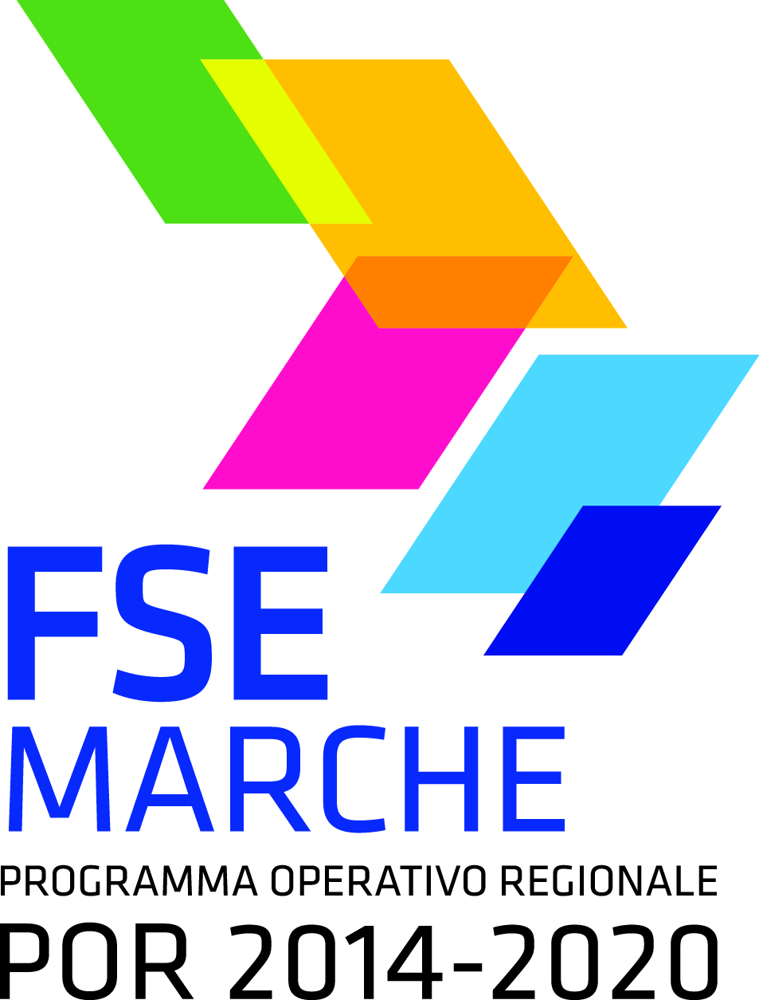 FSE
MARCHE
PROGRAMMA OPERATIVO REGIONALE
POR 2014-2020